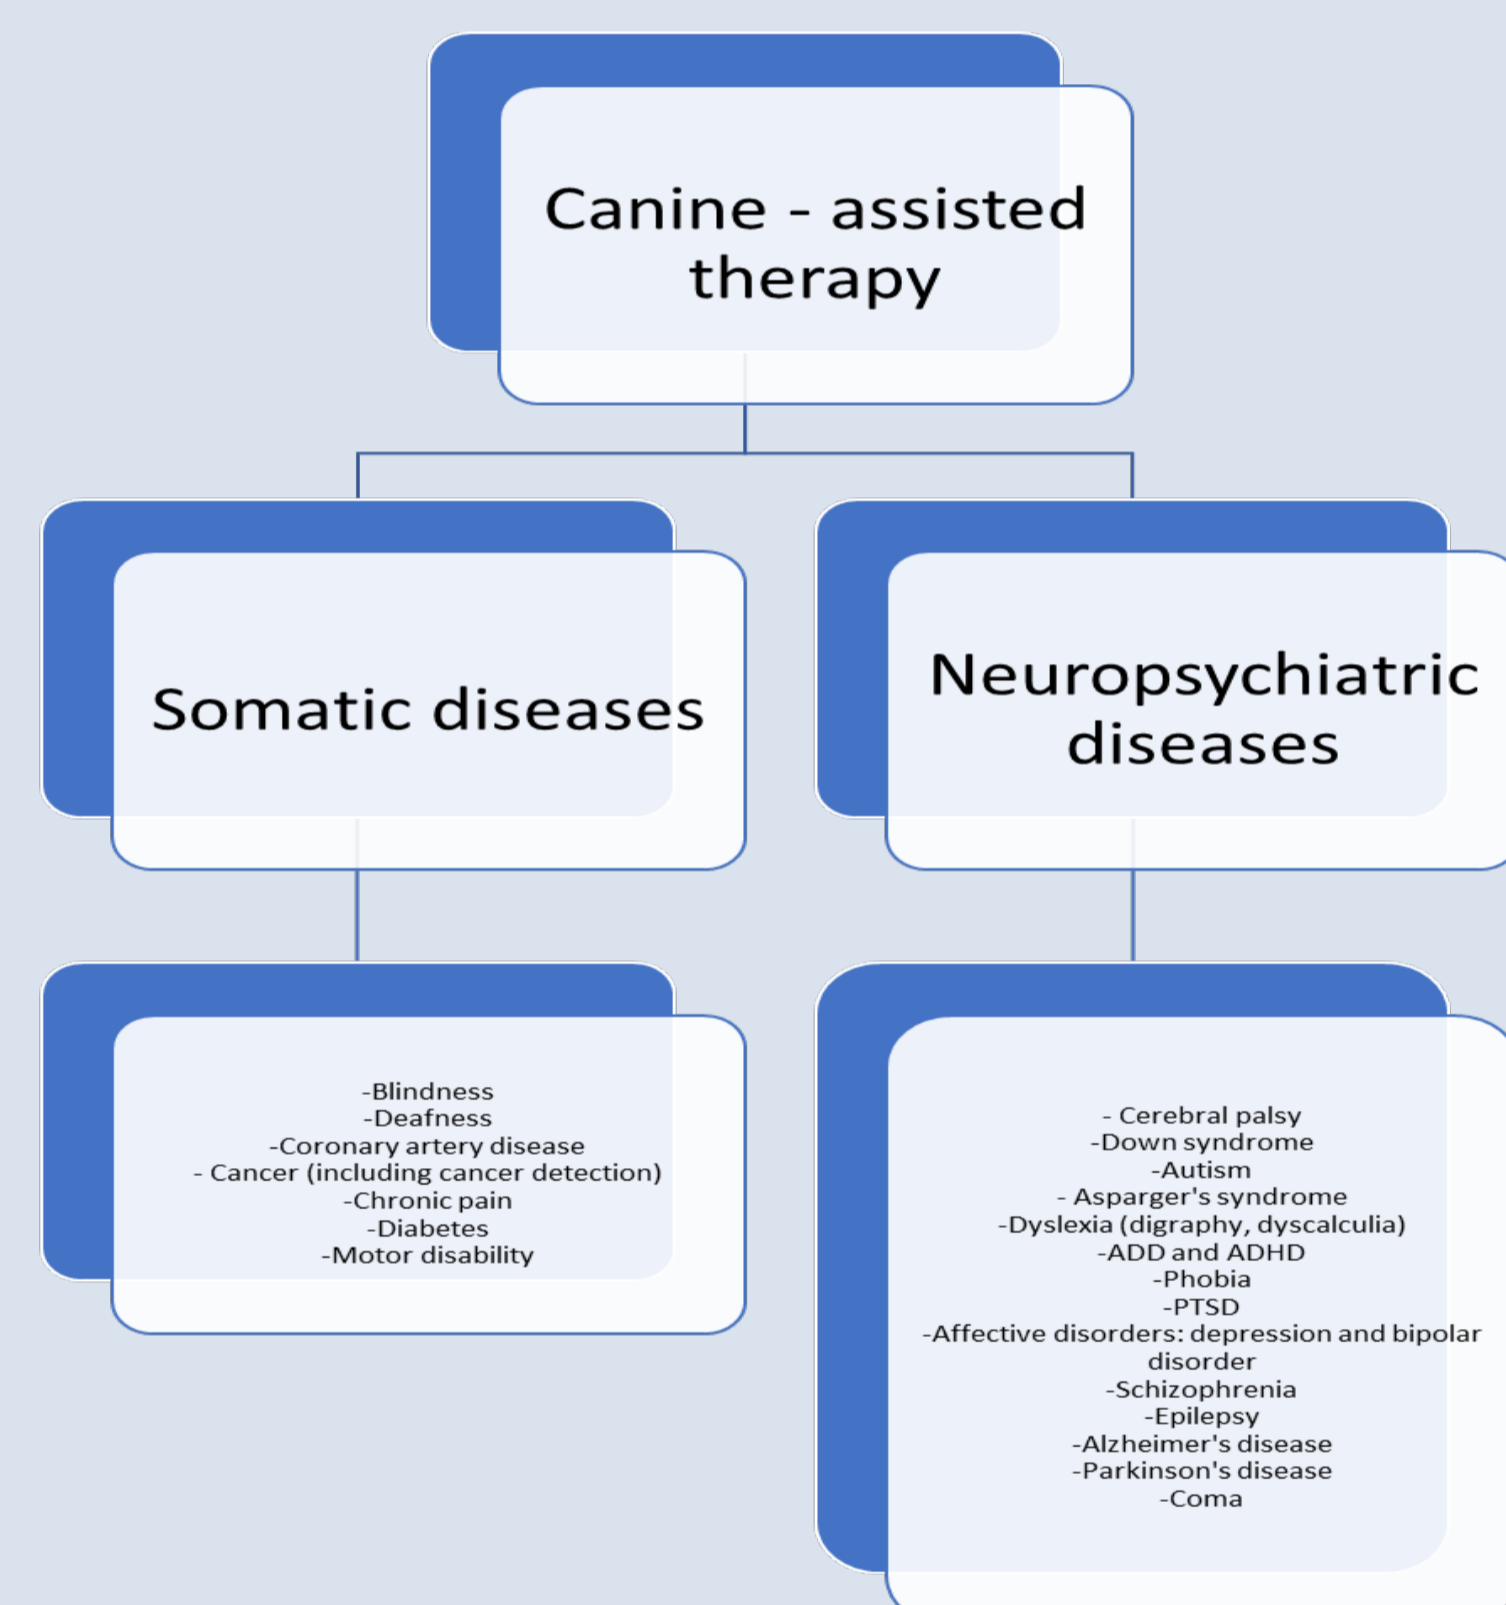 Canine - assisted
therapy
Somatic diseases
Neuropsychiatric
diseases
-Blindness
-Deafness
-Coronary artery disease
- Cancer (including cancer detection)
-Chronic pain
-Diabetes
-Motor disability
- Cerebral palsy
-Down syndrome
-Autism
- Asparger's syndrome
-Dyslexia (digraphy, dyscalculia)
-ADD and ADHD
-Phobia
-PTSD
-Affective disorders: depression and bipolar
disorder
-Schizophrenia
-Epilepsy
-Alzheimer's disease
-Parkinson's disease
-Coma